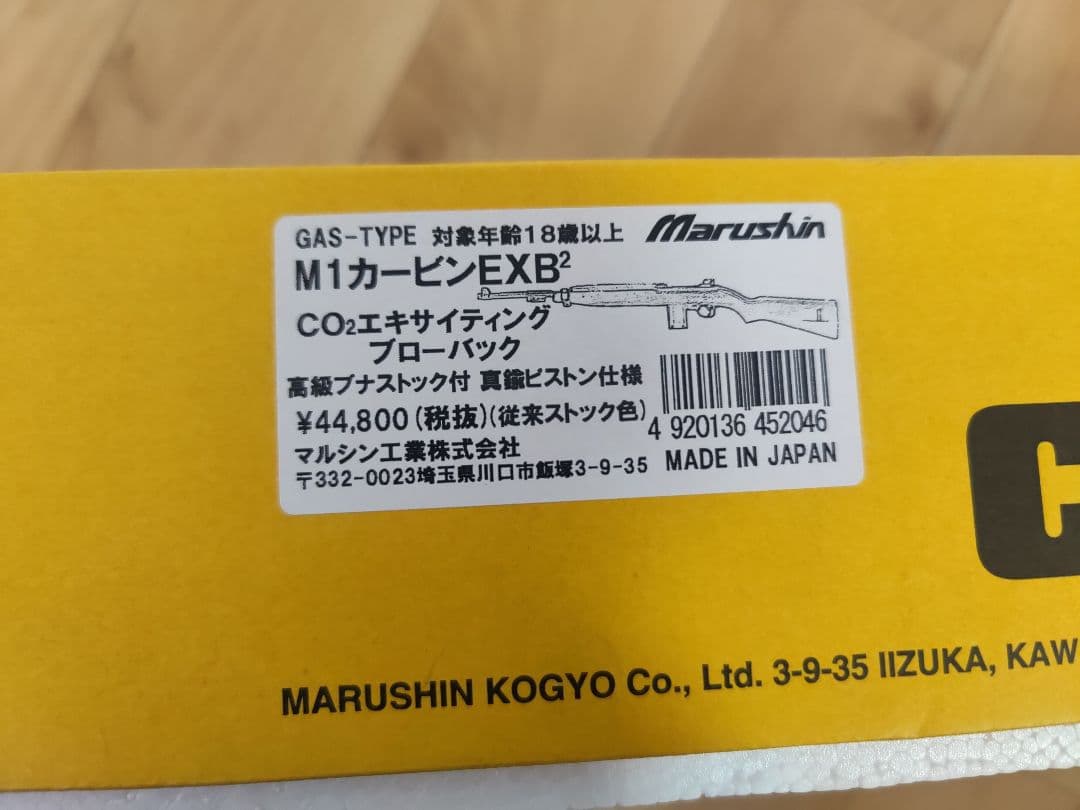 GAS-TYPE 対象年齢18歳以上 Marushin
M1カービンEXB²
CO₂エキサイティング
ブローバック
高級ブナストック付 真鍮ピストン仕様
¥44,800(税抜)(従来ストック色)
4 920136 452046
マルシン工業株式会社
〒332-0023埼玉県川口市飯塚3-9-35
MADE IN JAPAN
C
MARUSHIN KOGYO Co., Ltd. 3-9-35 IIZUKA, KAW